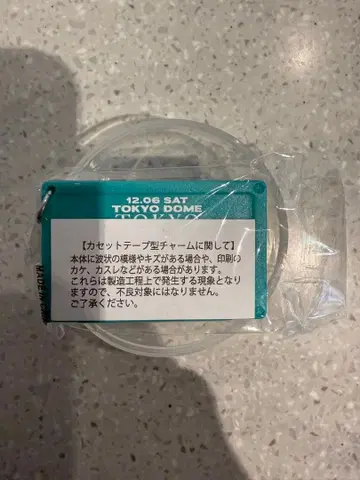 12.06 SAT
TOKYO DOME
TOKYO
【カセットテープ型チャームに関して】
本体に波状の模様やキズがある場合や、印刷の
カケ、カスレなどがある場合があります。
これらは製造工程上で発生する現象となり
ますので、不良対象にはなりません。
ご了承ください。
MADE IN